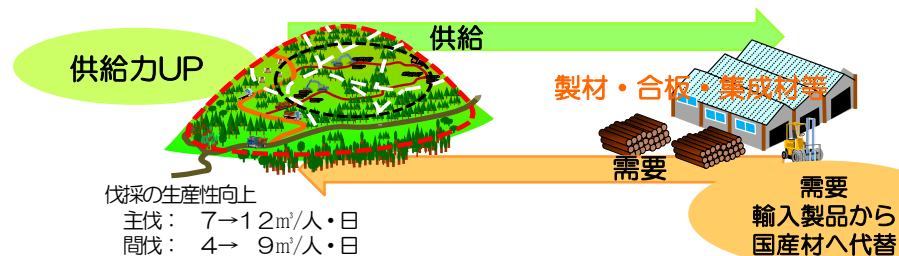 供給
供給力UP
製材・合板・集成材等
需要
伐採の生産性向上
主伐： 7→12㎥/人・日
間伐： 4→ 9㎥/人・日
需要
輸入製品から
国産材へ代替